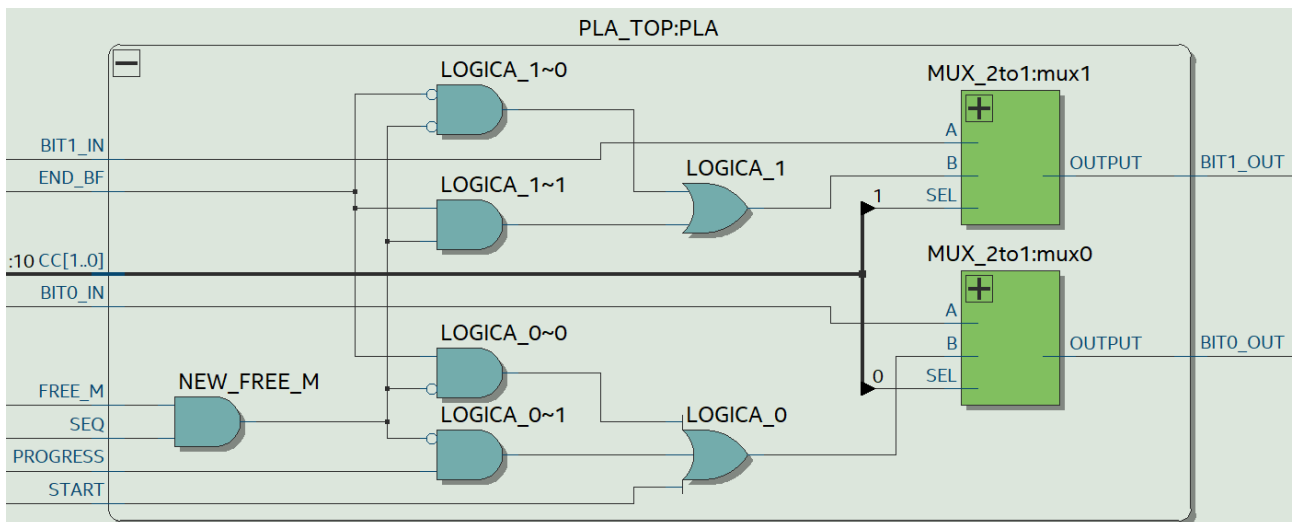 PLA_TOP:PLA
LOGICA_1~0
MUX_2to1:mux1
BIT1_IN
A
END_BF
LOGICA_1~1
LOGICA_1
B
OUTPUT
BIT1_OUT
SEL
1
:10 CC[1..0]
MUX_2to1:mux0
BIT0_IN
LOGICA_0~0
A
B
OUTPUT
BIT0_OUT
FREE_M
NEW_FREE_M
0
SEL
SEQ
LOGICA_0~1
LOGICA_0
PROGRESS
START